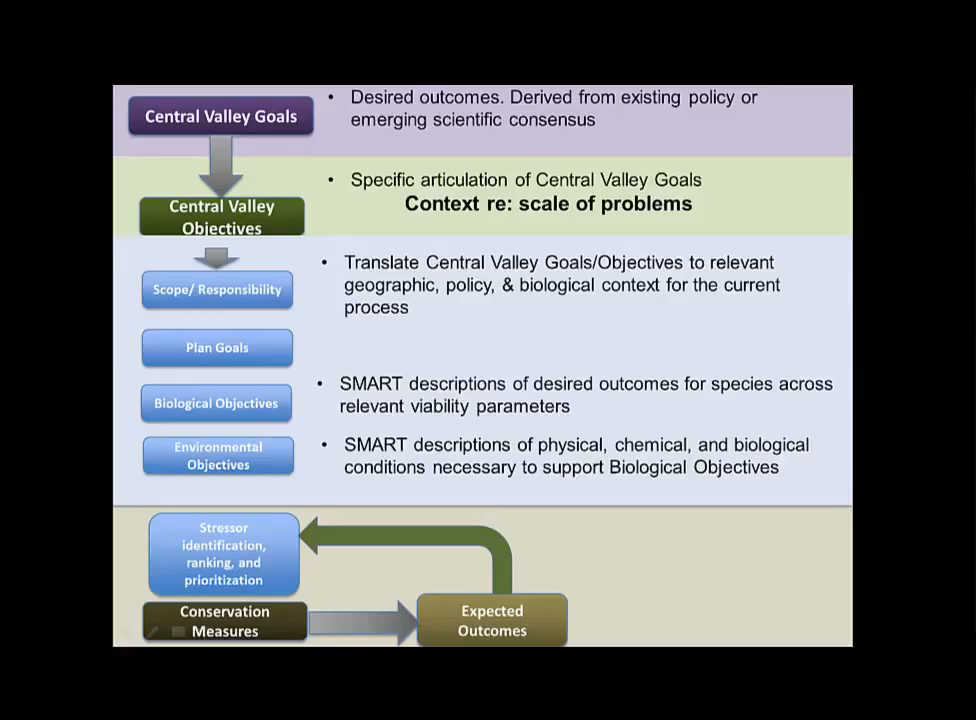 Central Valley Goals
• Desired outcomes. Derived from existing policy or
emerging scientific consensus
Central Valley
Objectives
• Specific articulation of Central Valley Goals
Context re: scale of problems
Scope/ Responsibility
• Translate Central Valley Goals/Objectives to relevant
geographic, policy, & biological context for the current
process
Plan Goals
Biological Objectives
• SMART descriptions of desired outcomes for species across
relevant viability parameters
Environmental
Objectives
• SMART descriptions of physical, chemical, and biological
conditions necessary to support Biological Objectives
Stressor
identification,
ranking, and
prioritization
Conservation
Measures
Expected
Outcomes